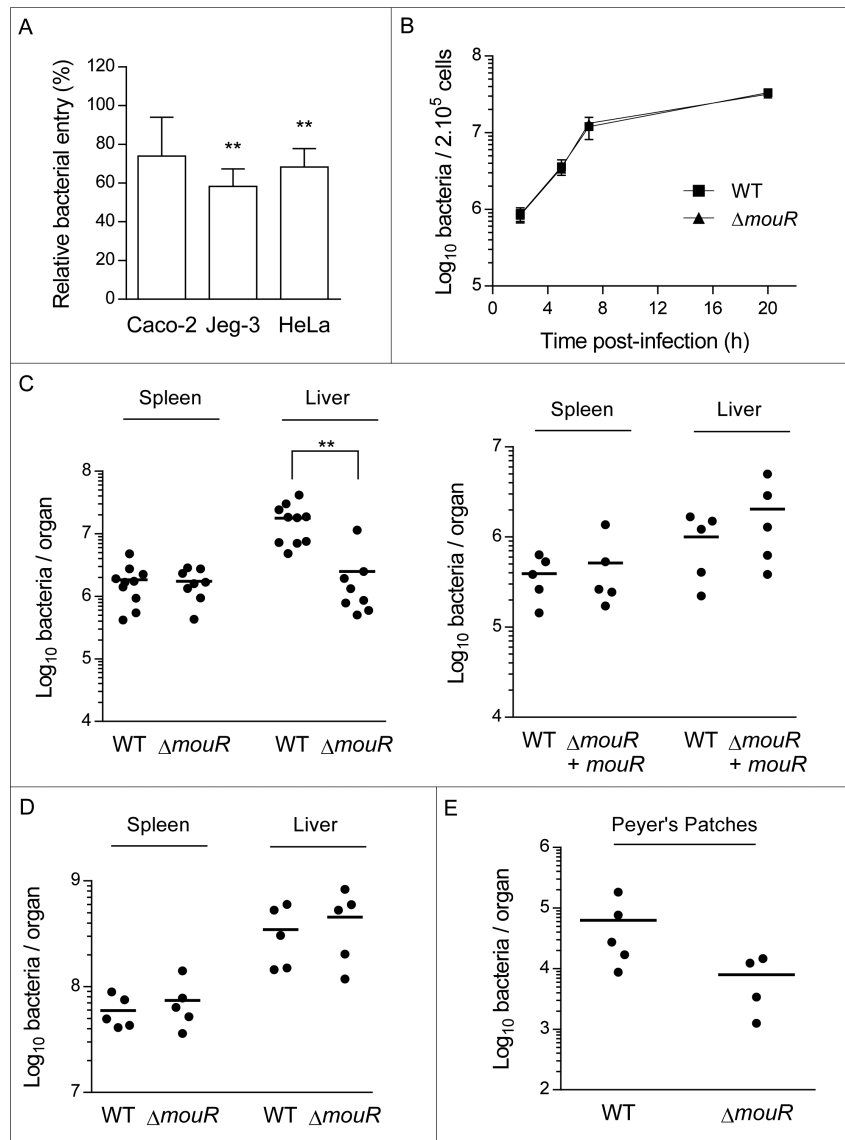 A
Relative bacterial entry (%)
120
100
80
60
40
20
0
**
**
Caco-2 Jeg-3 HeLa
B
Log10 bacteria / 2.10⁵ cells
8
7
6
5
WT
ΔmouR
0 4 8 12 16 20
Time post-infection (h)
C
Spleen Liver
**
Log10 bacteria / organ
8
7
6
5
4
WT ΔmouR WT ΔmouR
Spleen Liver
Log10 bacteria / organ
7
6
5
4
WT ΔmouR WT ΔmouR
+ mouR + mouR
D
Spleen Liver
Log10 bacteria / organ
9
8
7
WT ΔmouR WT ΔmouR
E
Peyer's Patches
Log10 bacteria / organ
6
5
4
3
2
WT ΔmouR